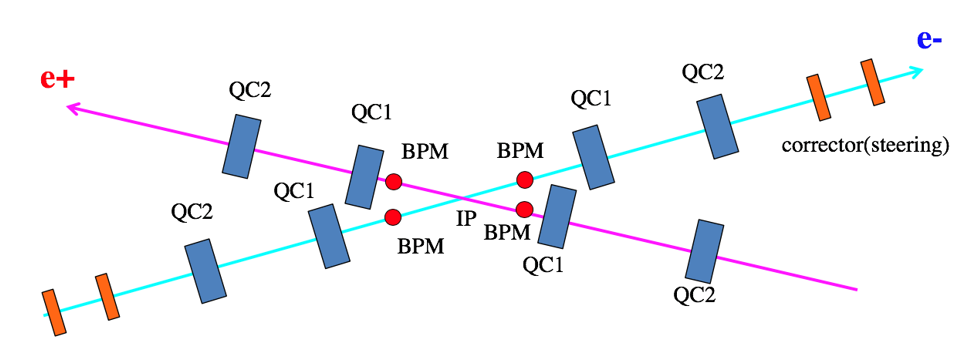 e-
e+
QC2
QC2
QC1
QC1
corrector(steering)
BPM
BPM
QC1
QC2
IP
BPM
BPM
QC1
QC2